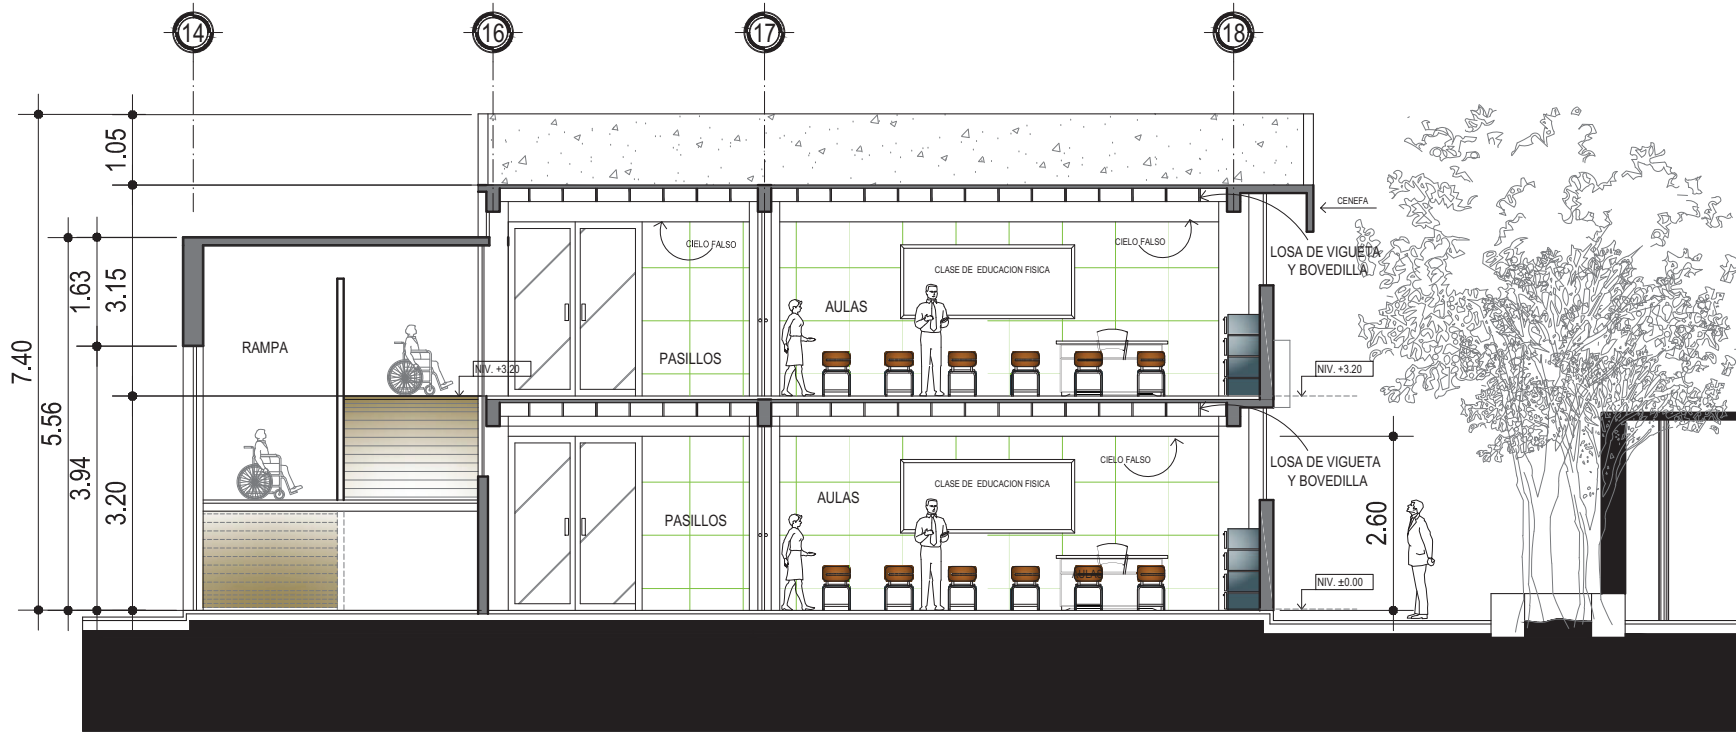 14
16
17
18
1.05
7.40
5.56
1.63
3.15
3.94
3.20
CENEFA
CIELO FALSO
CIELO FALSO
LOSA DE VIGUETA
Y BOVEDILLA
CLASE DE EDUCACION FISICA
AULAS
RAMPA
PASILLOS
NIV. +3.20
NIV. +3.20
CIELO FALSO
LOSA DE VIGUETA
Y BOVEDILLA
CLASE DE EDUCACION FISICA
AULAS
PASILLOS
2.60
AULAS
NIV. ±0.00